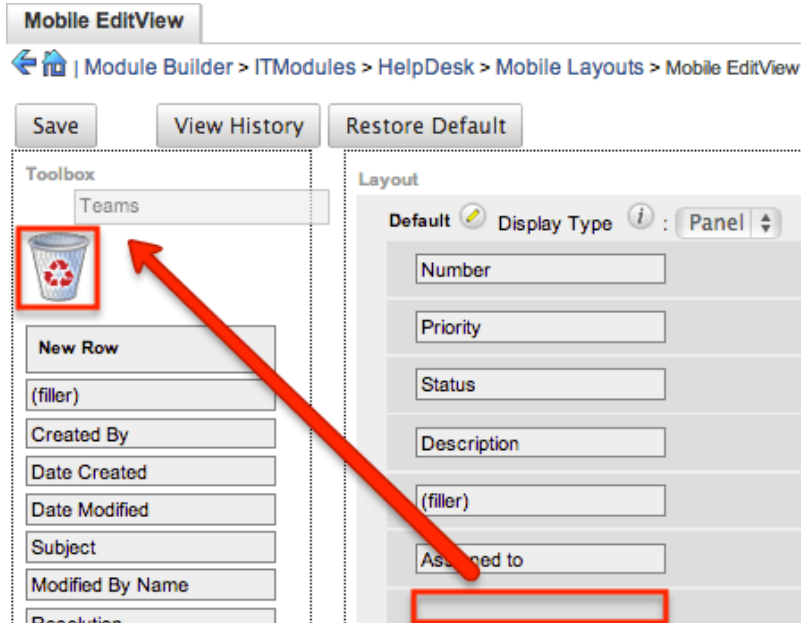 Mobile EditView
| Module Builder > ITModules > HelpDesk > Mobile Layouts > Mobile EditView
Save View History Restore Default
Toolbox
Teams
New Row
(filler)
Created By
Date Created
Date Modified
Subject
Modified By Name
Resolution
Layout
Default Display Type i : Panel
Number
Priority
Status
Description
(filler)
Assigned to